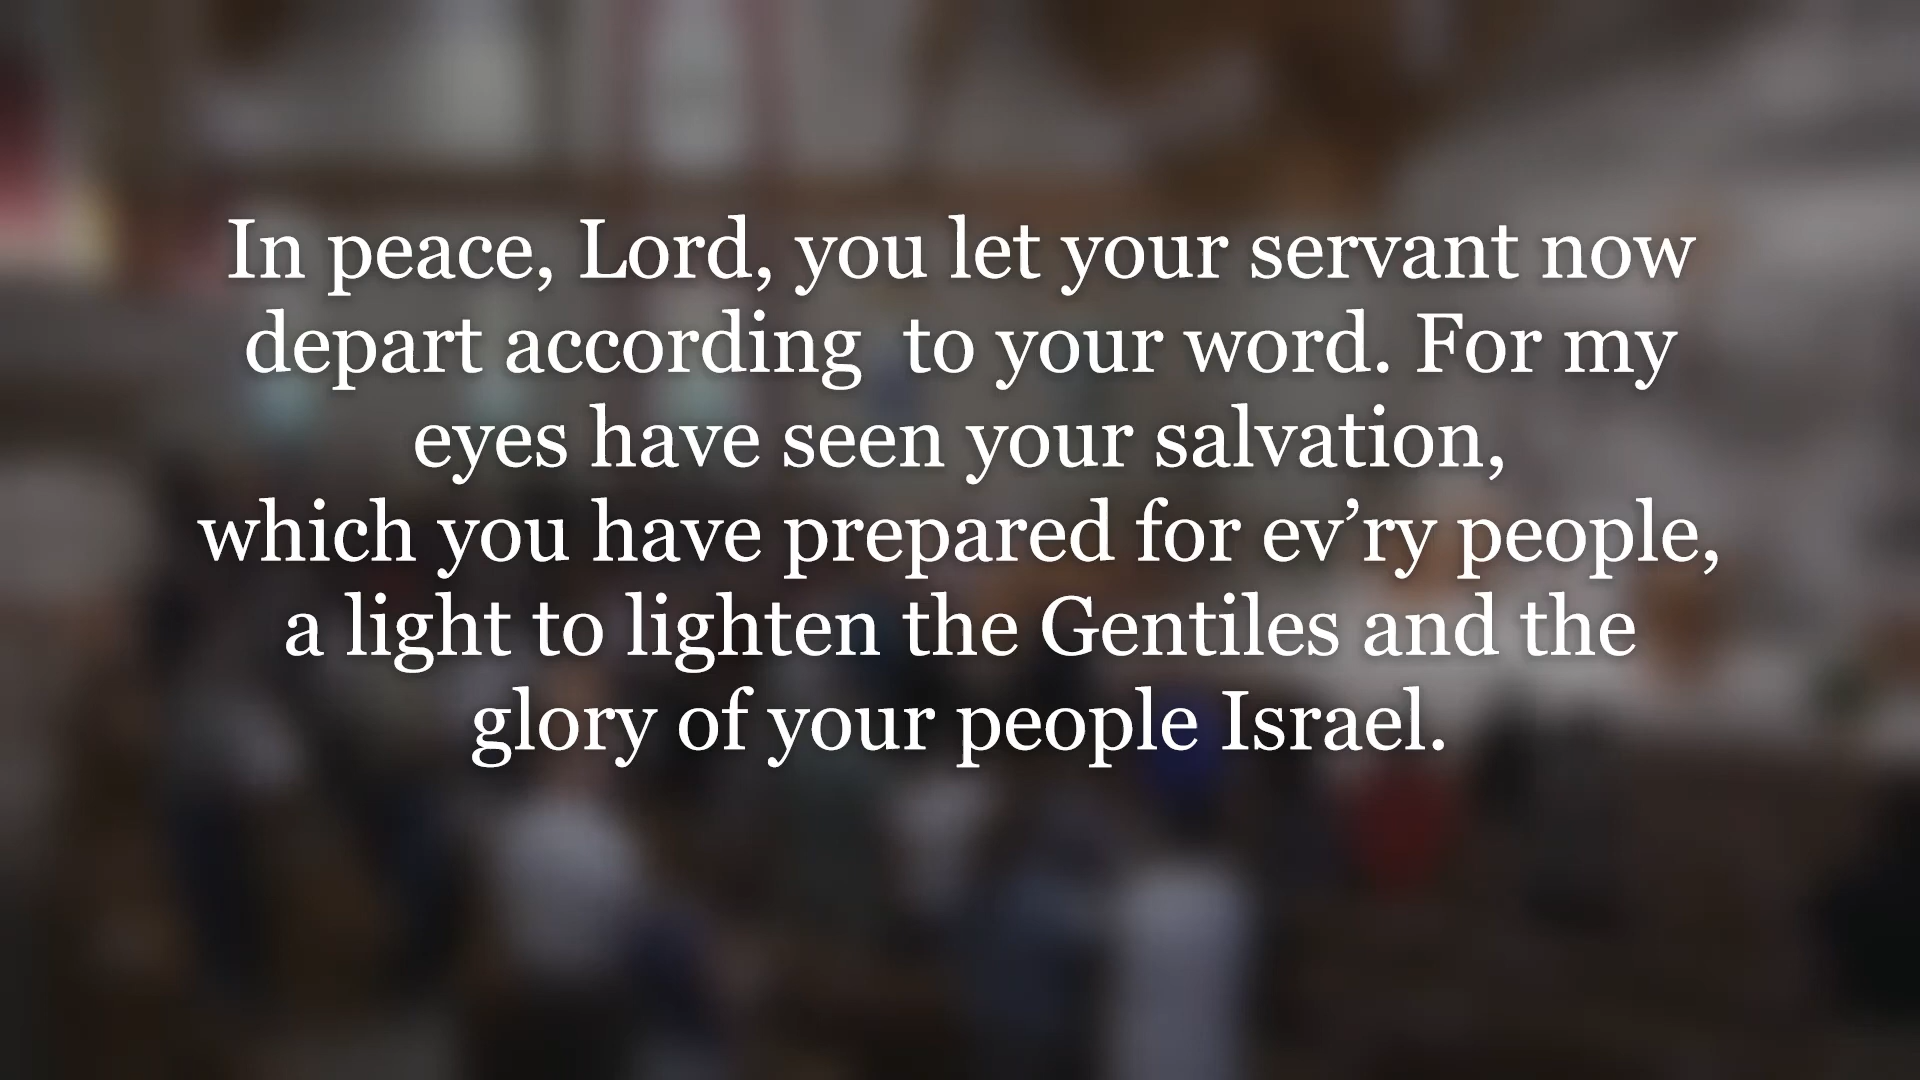 In peace, Lord, you let your servant now
depart according  to your word. For my
eyes have seen your salvation,
which you have prepared for ev’ry people,
a light to lighten the Gentiles and the
glory of your people Israel.